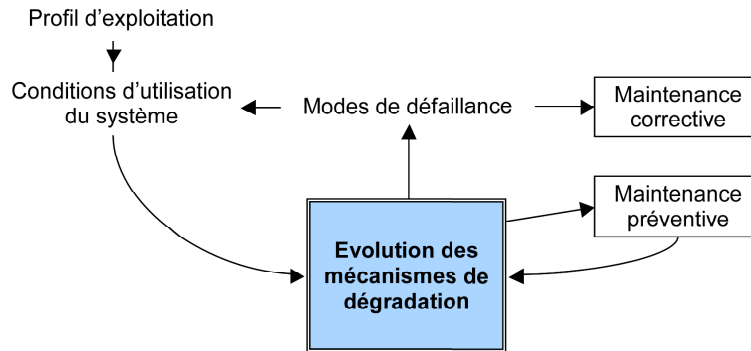 Profil d’exploitation
Conditions d’utilisation
du système
Modes de défaillance
Maintenance
corrective
Maintenance
préventive
Evolution des
mécanismes de
dégradation